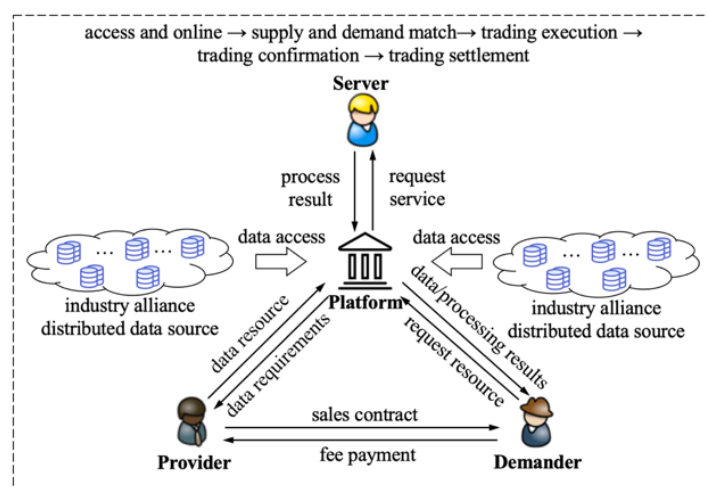 access and online → supply and demand match→ trading execution →
trading confirmation → trading settlement
Server
process
result
request
service
data access
data access
industry alliance
distributed data source
Platform
industry alliance
distributed data source
data resource
data requirements
data/processing results
request resource
sales contract
fee payment
Provider
Demander